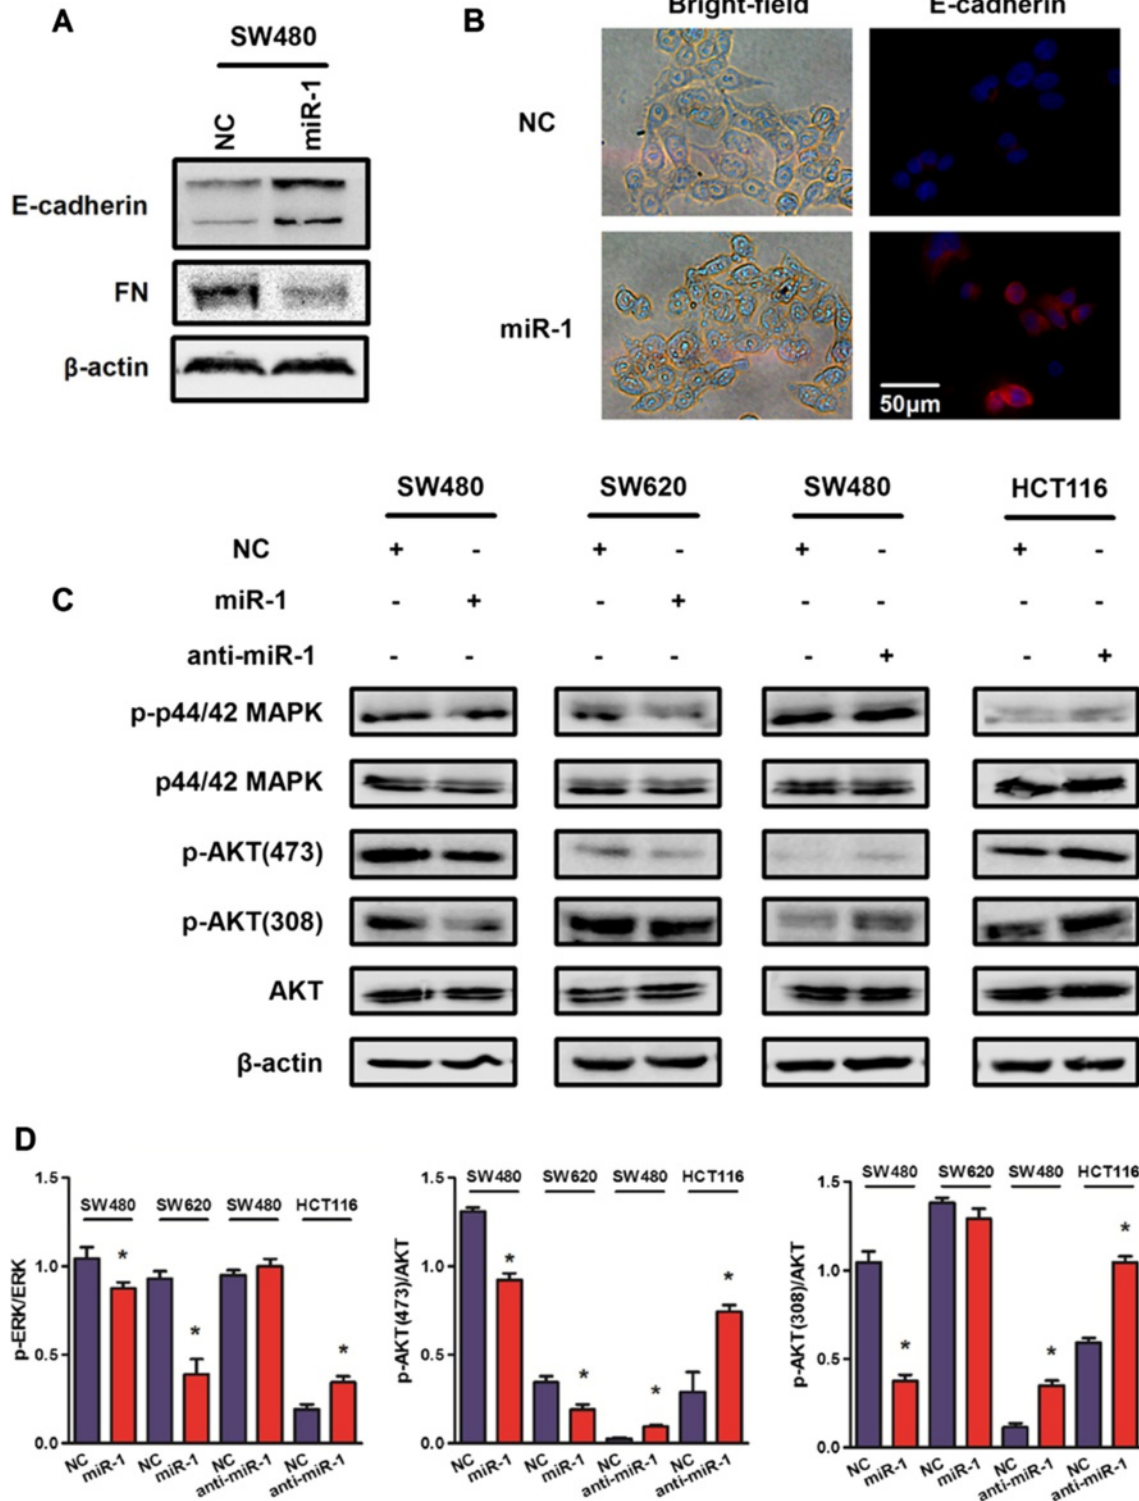 A
SW480
NC
miR-1
E-cadherin
FN
β-actin
B
Bright-field
E-cadherin
NC
miR-1
50μm
SW480
SW620
SW480
HCT116
NC + - + - + - + -
C
miR-1 - + - + - - - -
anti-miR-1 - - - - - + - +
p-p44/42 MAPK
p44/42 MAPK
p-AKT(473)
p-AKT(308)
AKT
β-actin
D
p-ERK/ERK
1.5
1.0
0.5
0.0
SW480 SW620 SW480 HCT116
* * *
NC miR-1 NC miR-1 NC anti-miR-1 NC anti-miR-1
p-AKT(473)/AKT
1.5
1.0
0.5
0.0
SW480 SW620 SW480 HCT116
* * * *
NC miR-1 NC miR-1 NC anti-miR-1 NC anti-miR-1
p-AKT(308)/AKT
1.5
1.0
0.5
0.0
SW480 SW620 SW480 HCT116
* * *
NC miR-1 NC miR-1 NC anti-miR-1 NC anti-miR-1